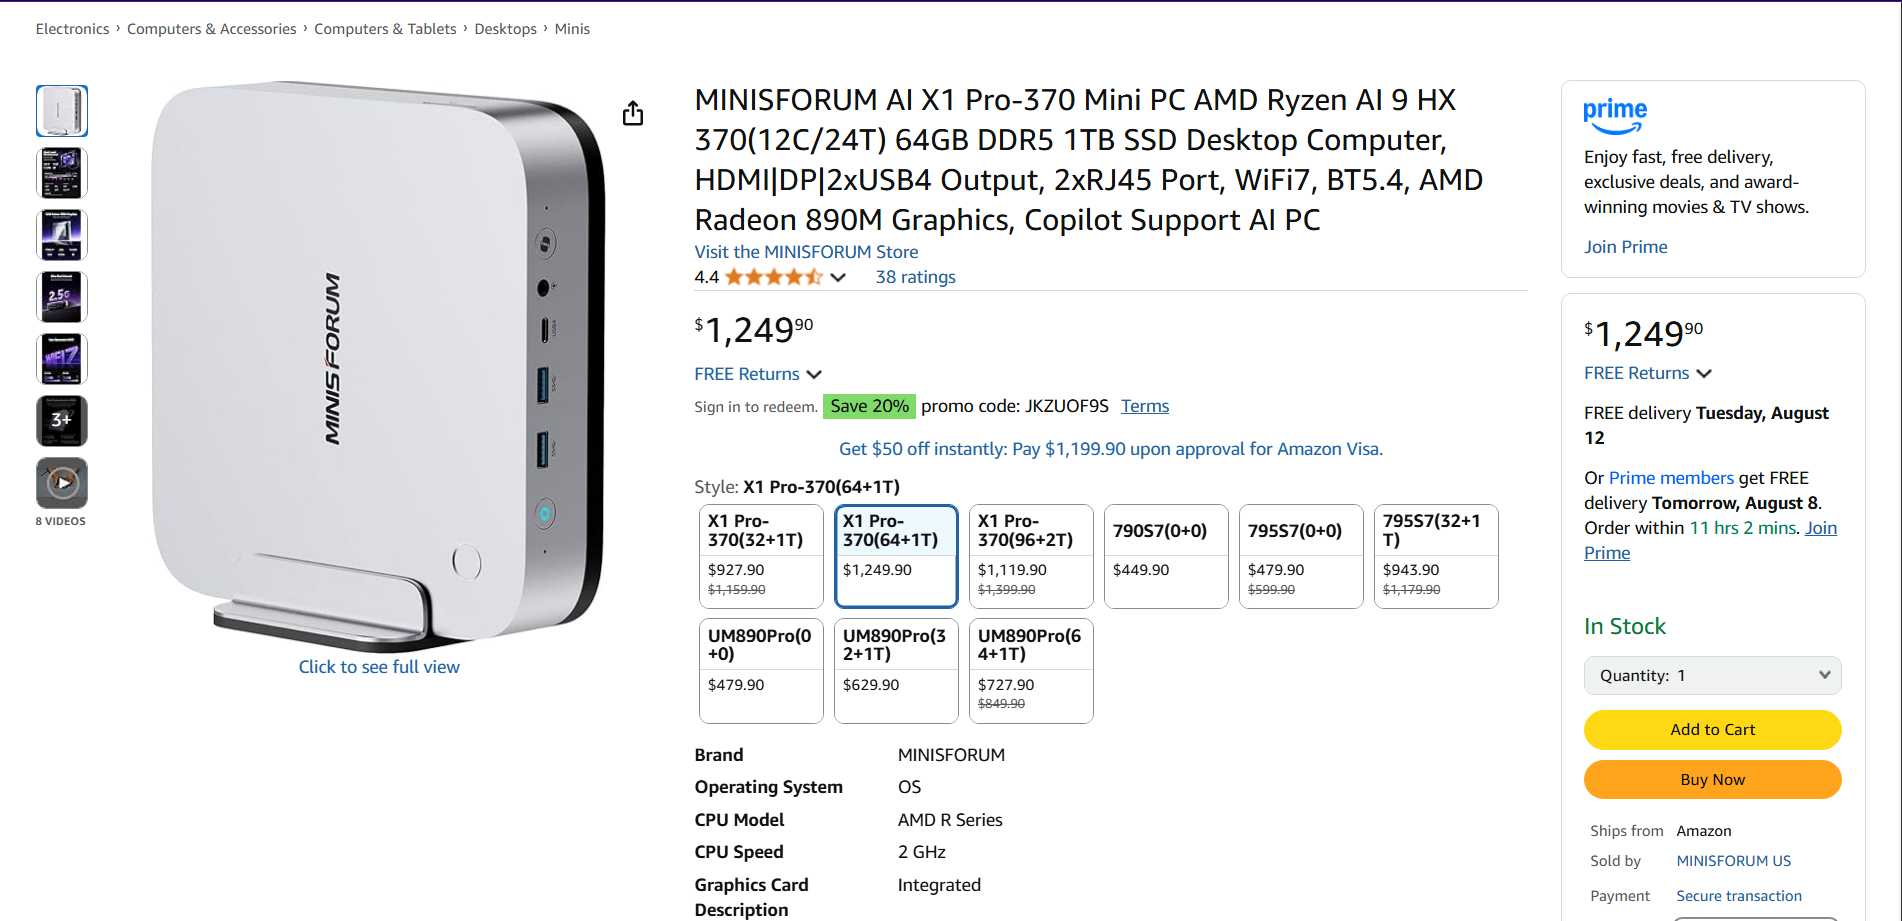 Electronics › Computers & Accessories › Computers & Tablets › Desktops › Minis
3+
8 VIDEOS
MINISFORUM
Click to see full view
MINISFORUM AI X1 Pro-370 Mini PC AMD Ryzen AI 9 HX
370(12C/24T) 64GB DDR5 1TB SSD Desktop Computer,
HDMI|DP|2xUSB4 Output, 2xRJ45 Port, WiFi7, BT5.4, AMD
Radeon 890M Graphics, Copilot Support AI PC
Visit the MINISFORUM Store
4.4 38 ratings
$1,249 90
FREE Returns
Sign in to redeem. Save 20% promo code: JKZUOF9S Terms
Get $50 off instantly: Pay $1,199.90 upon approval for Amazon Visa.
Style: X1 Pro-370(64+1T)
X1 Pro-
370(32+1T)
$927.90
$1,159.90
X1 Pro-
370(64+1T)
$1,249.90
X1 Pro-
370(96+2T)
$1,119.90
$1,399.90
790S7(0+0)
$449.90
795S7(0+0)
$479.90
$599.90
795S7(32+1
T)
$943.90
$1,179.90
UM890Pro(0
+0)
$479.90
UM890Pro(3
2+1T)
$629.90
UM890Pro(6
4+1T)
$727.90
$849.90
Brand MINISFORUM
Operating System OS
CPU Model AMD R Series
CPU Speed 2 GHz
Graphics Card Integrated
Description
prime
Enjoy fast, free delivery,
exclusive deals, and award-
winning movies & TV shows.
Join Prime
$1,249 90
FREE Returns
FREE delivery Tuesday, August
12
Or Prime members get FREE
delivery Tomorrow, August 8.
Order within 11 hrs 2 mins. Join
Prime
In Stock
Quantity: 1
Add to Cart
Buy Now
Ships from Amazon
Sold by MINISFORUM US
Payment Secure transaction